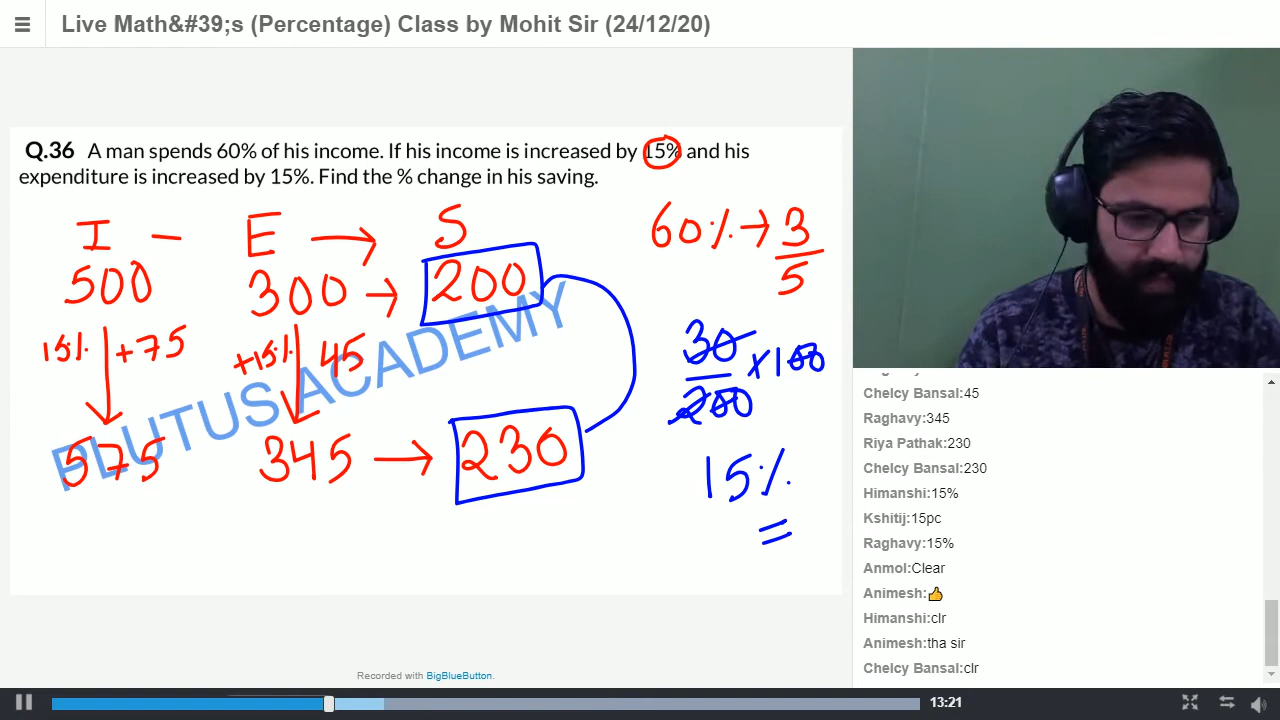 Live Math&#39;s (Percentage) Class by Mohit Sir (24/12/20)
Q.36 A man spends 60% of his income. If his income is increased by 15% and his
expenditure is increased by 15%. Find the % change in his saving.
I - E → S
500 300 → 200
60% → 3/5
15% +75 +15% 45
30/200 × 100
PLUTUS ACADEMY
575 345 → 230
15%
=
Chelcy Bansal:45
Raghavy:345
Riya Pathak:230
Chelcy Bansal:230
Himanshi:15%
Kshitij:15pc
Raghavy:15%
Anmol:Clear
Animesh:👍
Himanshi:clr
Animesh:tha sir
Chelcy Bansal:clr
Recorded with BigBlueButton.
13:21